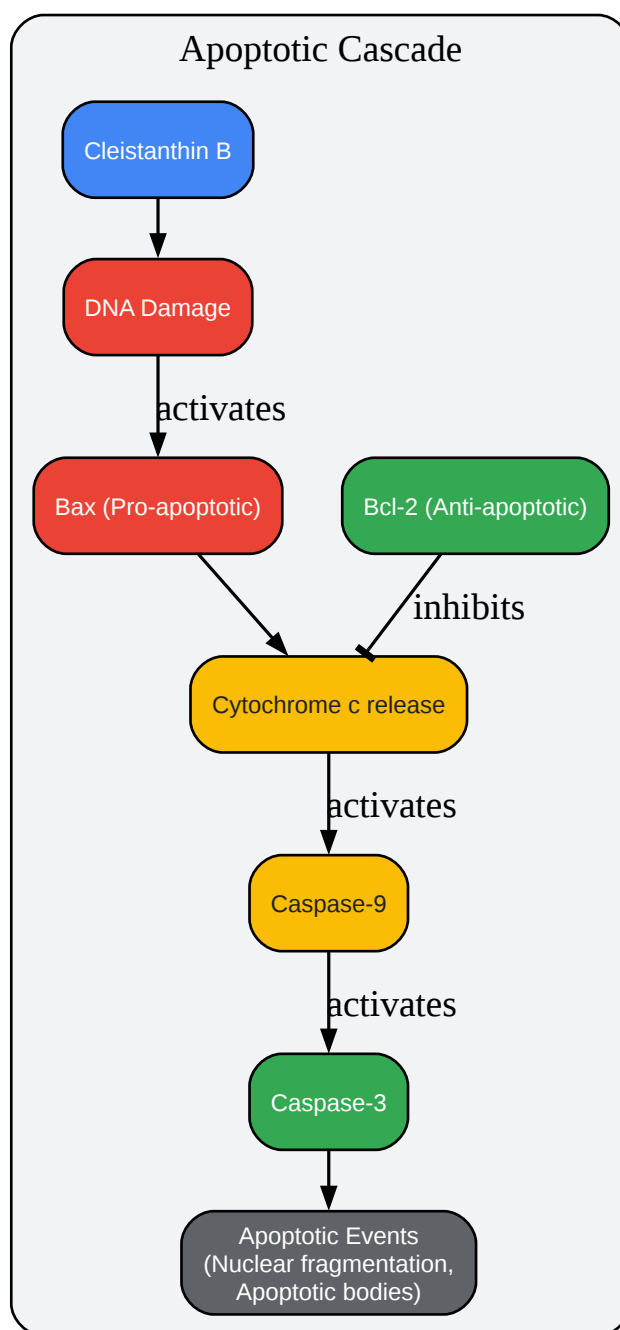 Apoptotic Cascade
Cleistanthin B
DNA Damage
activates
Bax (Pro-apoptotic)
Bcl-2 (Anti-apoptotic)
inhibits
Cytochrome c release
activates
Caspase-9
activates
Caspase-3
Apoptotic Events
(Nuclear fragmentation,
Apoptotic bodies)